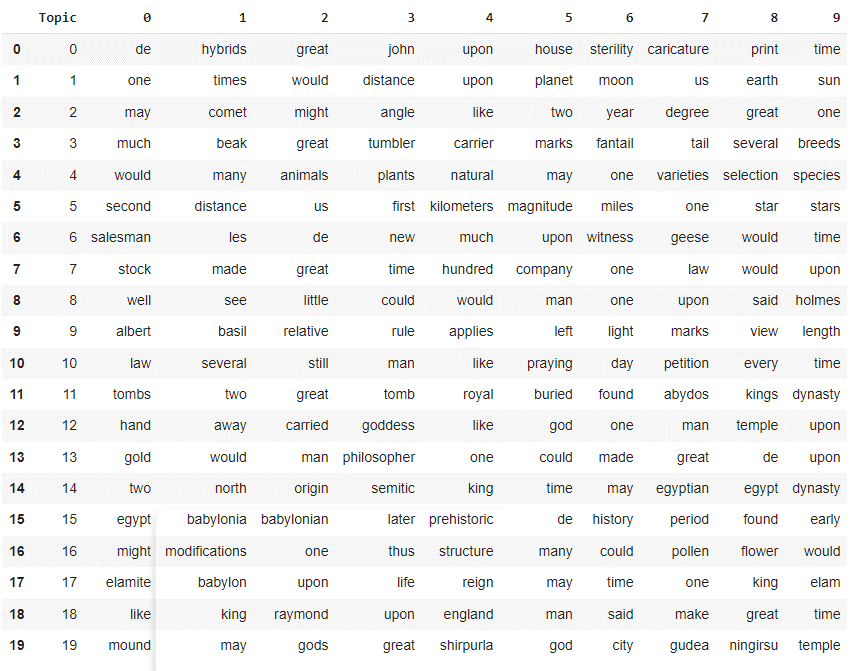 Topic 0 1 2 3 4 5 6 7 8 9
0 0 de hybrids great john upon house sterility caricature print time
1 1 one times would distance upon planet moon us earth sun
2 2 may comet might angle like two year degree great one
3 3 much beak great tumbler carrier marks fantail tail several breeds
4 4 would many animals plants natural may one varieties selection species
5 5 second distance us first kilometers magnitude miles one star stars
6 6 salesman les de new much upon witness geese would time
7 7 stock made great time hundred company one law would upon
8 8 well see little could would man one upon said holmes
9 9 albert basil relative rule applies left light marks view length
10 10 law several still man like praying day petition every time
11 11 tombs two great tomb royal buried found abydos kings dynasty
12 12 hand away carried goddess like god one man temple upon
13 13 gold would man philosopher one could made great de upon
14 14 two north origin semitic king time may egyptian egypt dynasty
15 15 egypt babylonia babylonian later prehistoric de history period found early
16 16 might modifications one thus structure many could pollen flower would
17 17 elamite babylon upon life reign may time one king elam
18 18 like king raymond upon england man said make great time
19 19 mound may gods great shirpurla god city gudea ningirsu temple